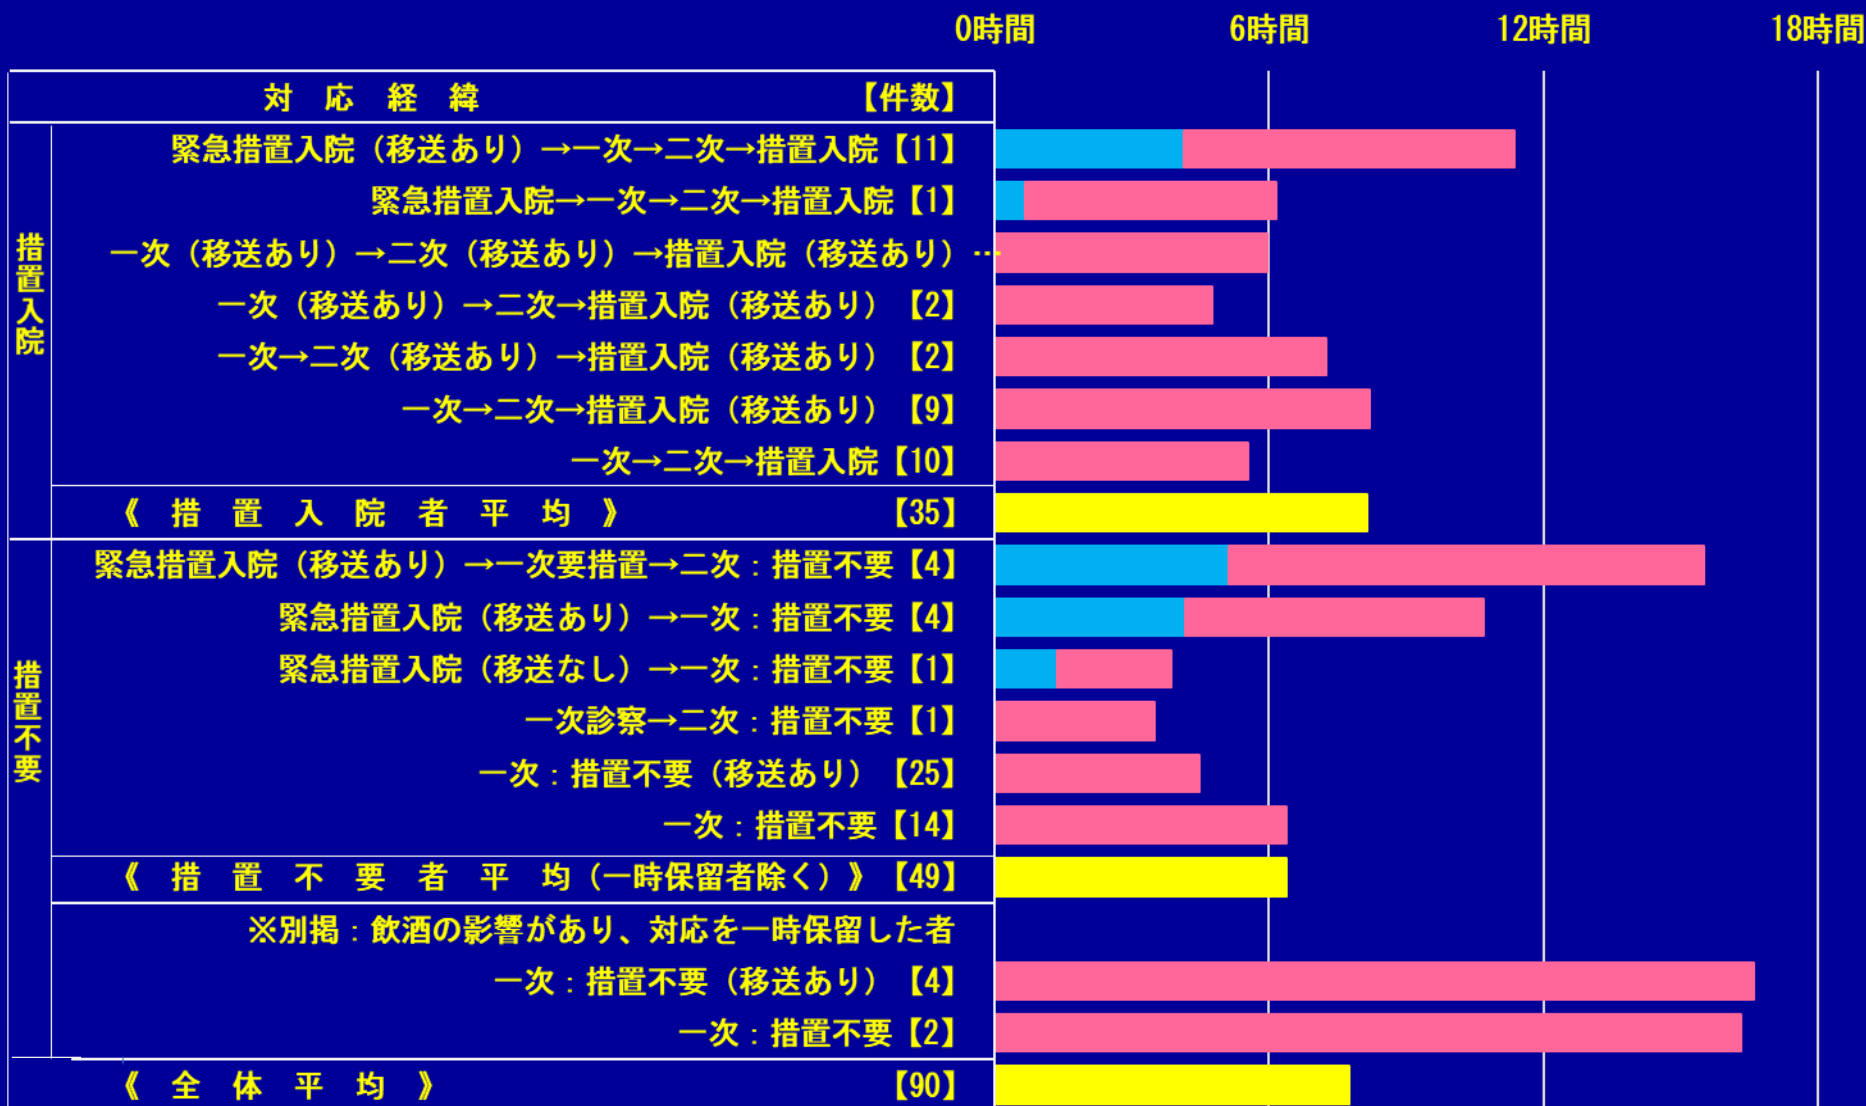 0時間 6時間 12時間 18時間
対応経緯 【件数】
措置入院
緊急措置入院（移送あり）→一次→二次→措置入院【11】
緊急措置入院→一次→二次→措置入院【1】
一次（移送あり）→二次（移送あり）→措置入院（移送あり）…
一次（移送あり）→二次→措置入院（移送あり）【2】
一次→二次（移送あり）→措置入院（移送あり）【2】
一次→二次→措置入院（移送あり）【9】
一次→二次→措置入院【10】
《措置入院者平均》 【35】
措置不要
緊急措置入院（移送あり）→一次要措置→二次：措置不要【4】
緊急措置入院（移送あり）→一次：措置不要【4】
緊急措置入院（移送なし）→一次：措置不要【1】
一次診察→二次：措置不要【1】
一次：措置不要（移送あり）【25】
一次：措置不要【14】
《措置不要者平均（一時保留者除く）》【49】
※別掲：飲酒の影響があり、対応を一時保留した者
一次：措置不要（移送あり）【4】
一次：措置不要【2】
《全体平均》 【90】